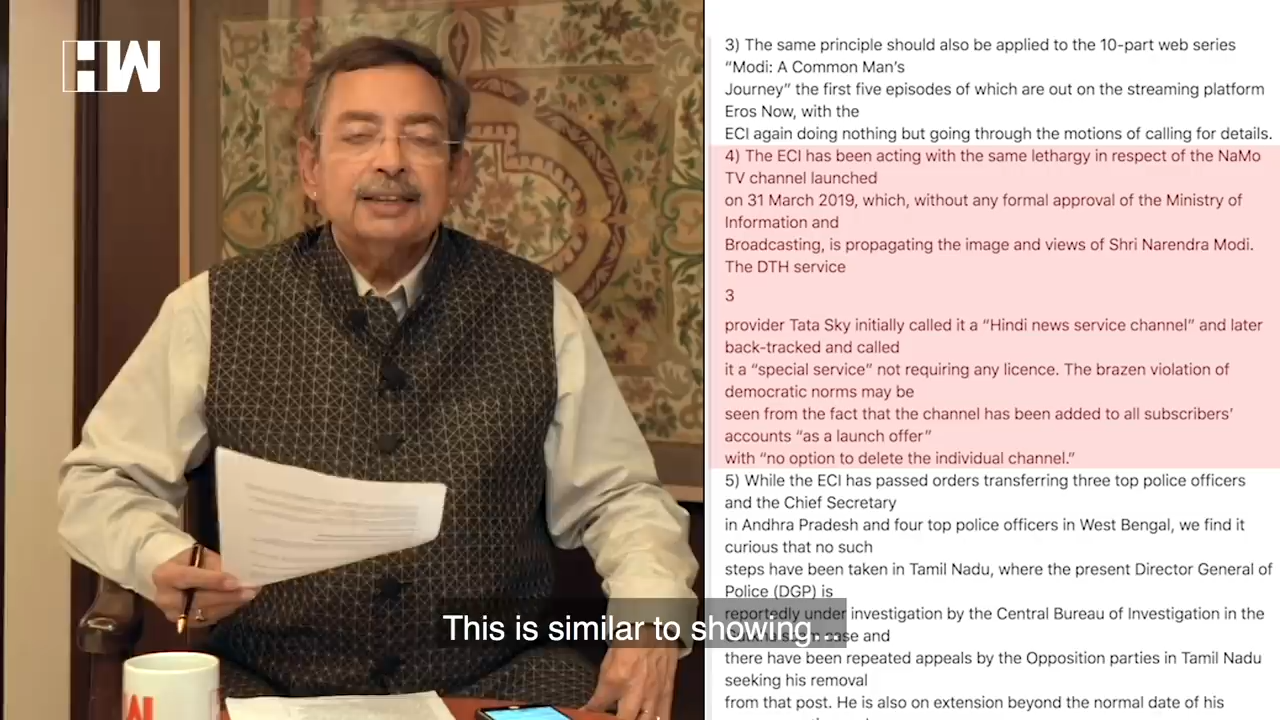 HW
3) The same principle should also be applied to the 10-part web series
“Modi: A Common Man’s
Journey” the first five episodes of which are out on the streaming platform
Eros Now, with the
ECI again doing nothing but going through the motions of calling for details.
4) The ECI has been acting with the same lethargy in respect of the NaMo
TV channel launched
on 31 March 2019, which, without any formal approval of the Ministry of
Information and
Broadcasting, is propagating the image and views of Shri Narendra Modi.
The DTH service
3
provider Tata Sky initially called it a “Hindi news service channel” and later
back-tracked and called
it a “special service” not requiring any licence. The brazen violation of
democratic norms may be
seen from the fact that the channel has been added to all subscribers’
accounts “as a launch offer”
with “no option to delete the individual channel.”
5) While the ECI has passed orders transferring three top police officers
and the Chief Secretary
in Andhra Pradesh and four top police officers in West Bengal, we find it
curious that no such
steps have been taken in Tamil Nadu, where the present Director General of
Police (DGP) is
reportedly under investigation by the Central Bureau of Investigation in the
case and
there have been repeated appeals by the Opposition parties in Tamil Nadu
seeking his removal
from that post. He is also on extension beyond the normal date of his
This is similar to showing...